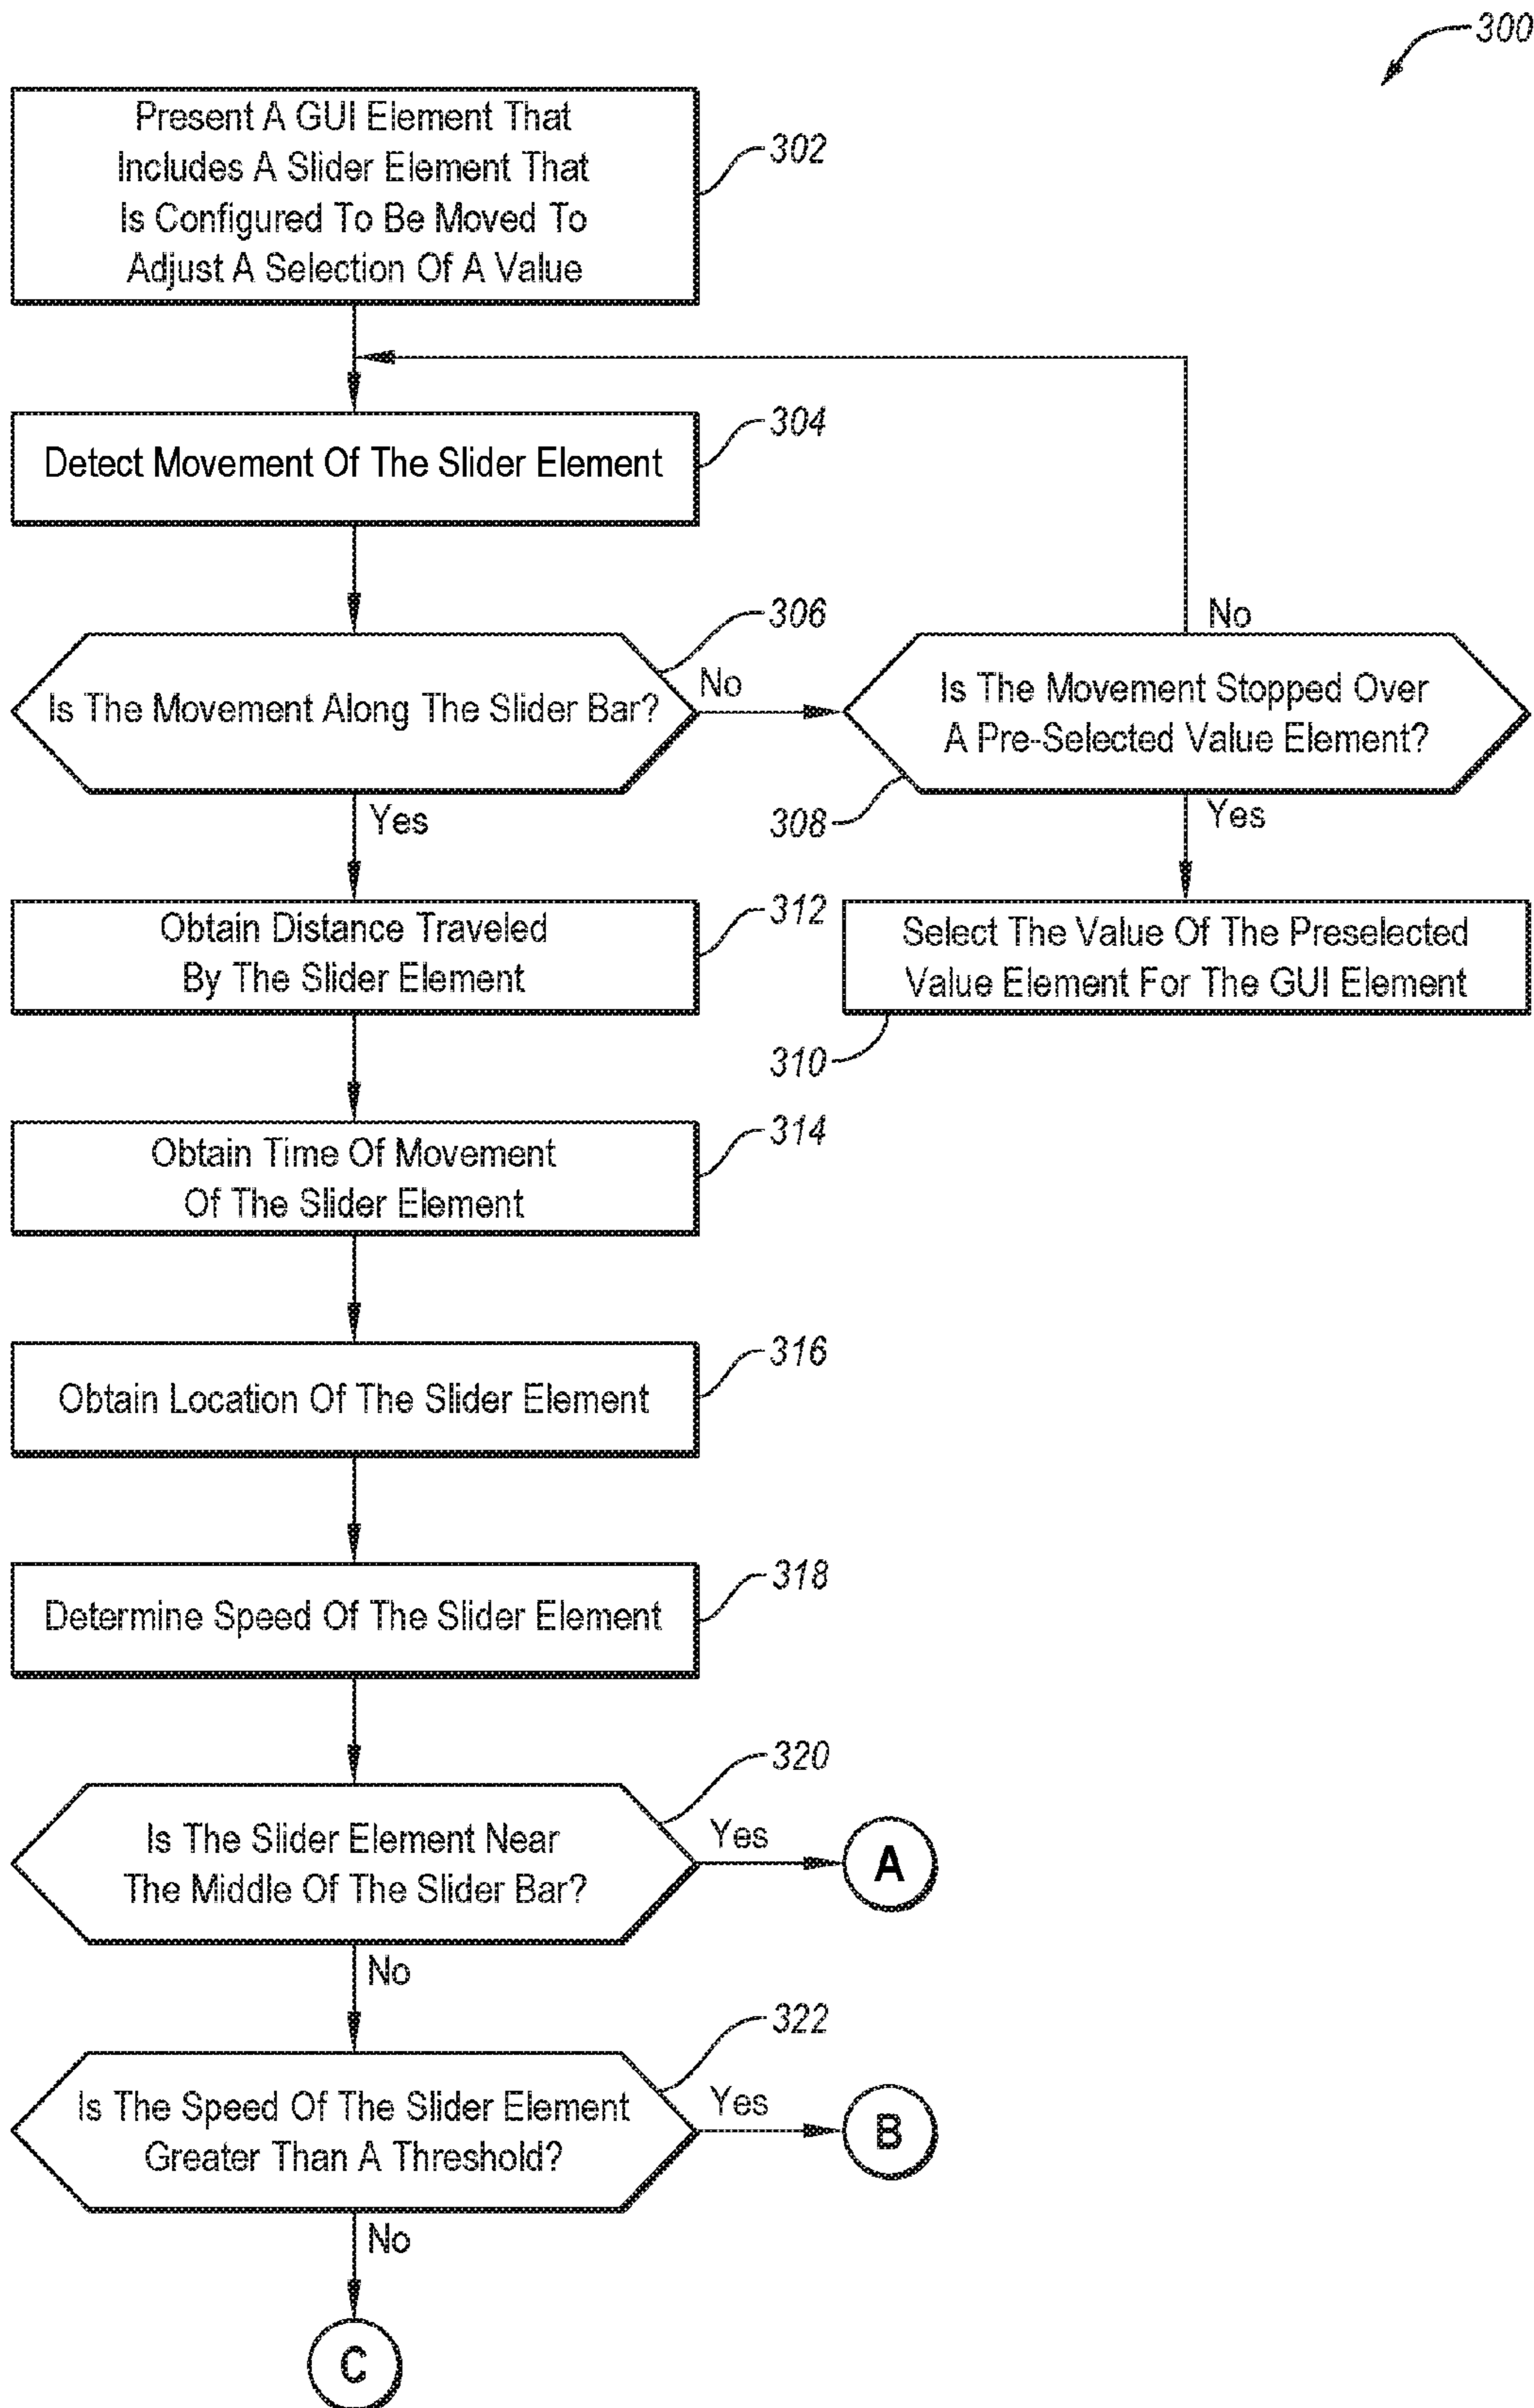 300
Present A GUI Element That
Includes A Slider Element That
Is Configured To Be Moved To
Adjust A Selection Of A Value
302
Detect Movement Of The Slider Element
304
Is The Movement Along The Slider Bar?
306
No
Yes
Is The Movement Stopped Over
A Pre-Selected Value Element?
308
No
Yes
Select The Value Of The Preselected
Value Element For The GUI Element
310
Obtain Distance Traveled
By The Slider Element
312
Obtain Time Of Movement
Of The Slider Element
314
Obtain Location Of The Slider Element
316
Determine Speed Of The Slider Element
318
Is The Slider Element Near
The Middle Of The Slider Bar?
320
Yes
A
No
Is The Speed Of The Slider Element
Greater Than A Threshold?
322
Yes
B
No
C